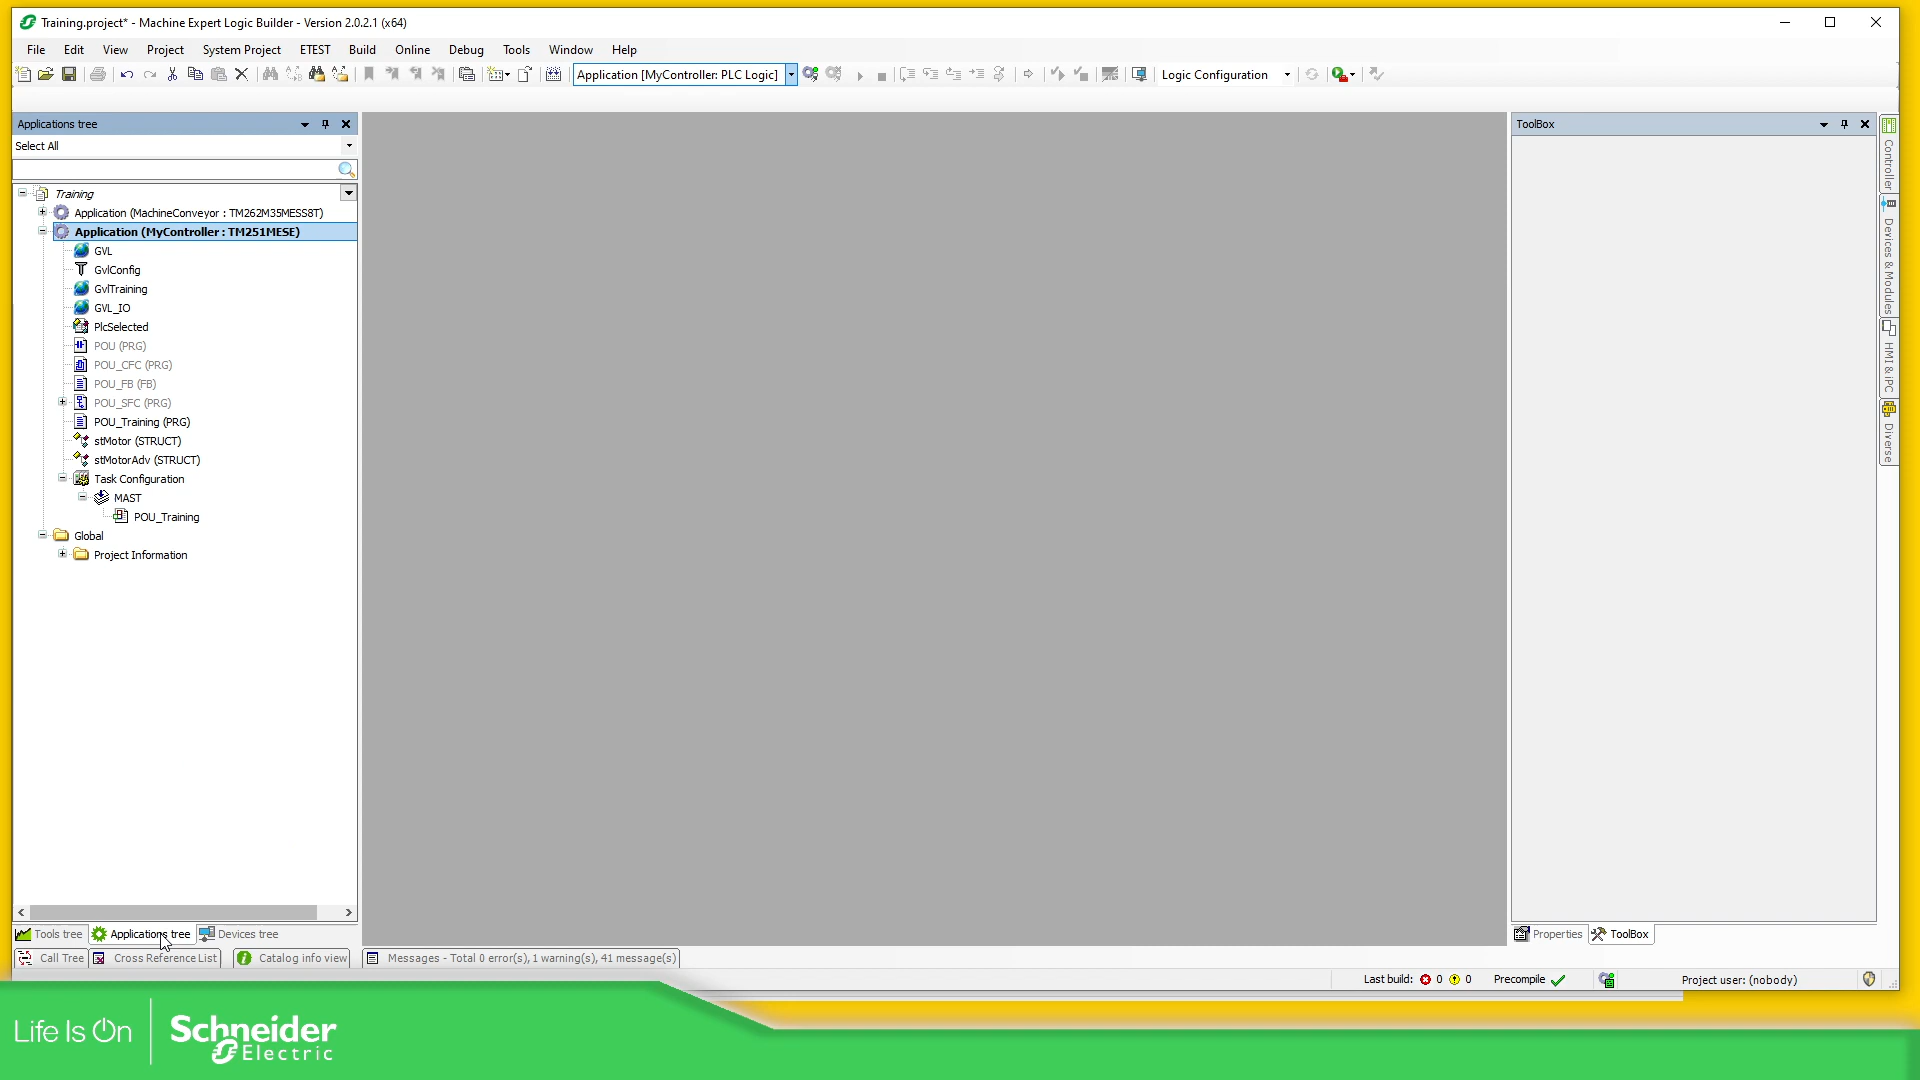 Training.project* - Machine Expert Logic Builder - Version 2.0.2.1 (x64)
File Edit View Project System Project ETEST Build Online Debug Tools Window Help
Application [MyController: PLC Logic] Logic Configuration
Applications tree
Select All
Training
Application (MachineConveyor : TM262M35MESS8T)
Application (MyController : TM251MESE)
GVL
GvlConfig
GvlTraining
GVL_IO
PlcSelected
POU (PRG)
POU_CFC (PRG)
POU_FB (FB)
POU_SFC (PRG)
POU_Training (PRG)
stMotor (STRUCT)
stMotorAdv (STRUCT)
Task Configuration
MAST
POU_Training
Global
Project Information
Tools tree Applications tree Devices tree
Call Tree Cross Reference List Catalog info view Messages - Total 0 error(s), 1 warning(s), 41 message(s)
ToolBox
Controller
Devices & Modules
HMI & iPC
Diverse
Properties ToolBox
Last build: 0 0 Precompile Project user: (nobody)
Life Is On Schneider Electric